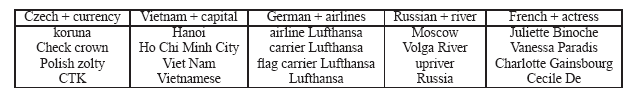 Czech + currency Vietnam + capital German + airlines Russian + river French + actress
koruna Hanoi airline Lufthansa Moscow Juliette Binoche
Check crown Ho Chi Minh City carrier Lufthansa Volga River Vanessa Paradis
Polish zolty Viet Nam flag carrier Lufthansa upriver Charlotte Gainsbourg
CTK Vietnamese Lufthansa Russia Cecile De